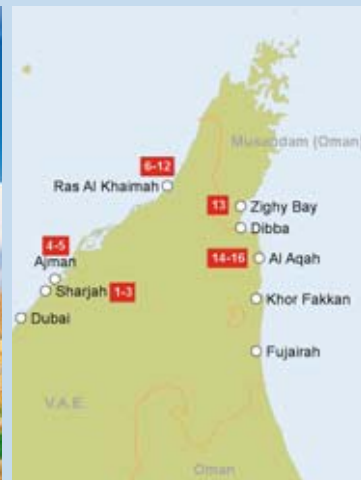 Musandam (Oman)
6-12
Ras Al Khaimah
13 Zighy Bay
Dibba
4-5
Ajman
14-16 Al Aqah
Sharjah 1-3
Khor Fakkan
Dubai
Fujairah
V.A.E.
Oman